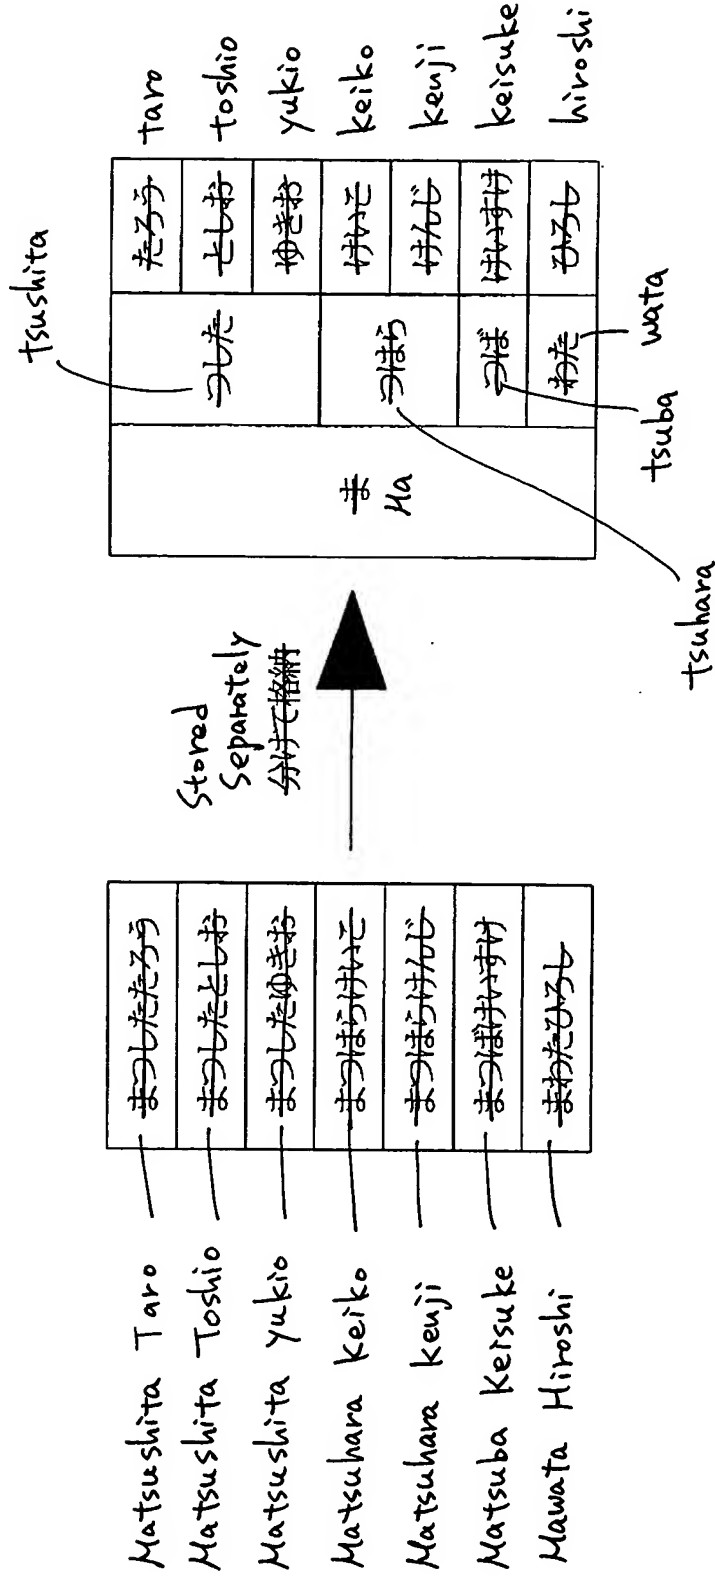 Matsushita Taro
まつしたたろう
Matsushita Toshio
まつしたとしお
Matsushita yukio
まつしたゆきお
Matsuhara keiko
まつばらけいこ
Matsuhara kenji
まつばらけんじ
Matsuba keisuke
まつばけいすけ
Mawata Hiroshi
まわたひろし
Stored
Separately
分けて格納
ま
Ma
tsushita
つした
つばら
tsuhara
つば
tsuba
わた
wata
たろう
taro
としお
toshio
ゆきお
yukio
けいこ
keiko
けんじ
kenji
けいすけ
keisuke
ひろし
hiroshi